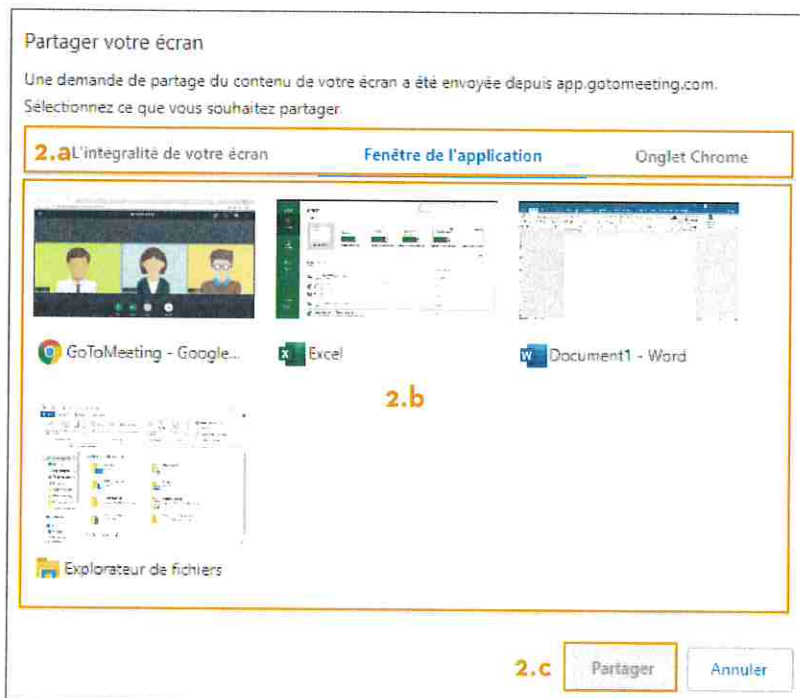 Partager votre écran
Une demande de partage du contenu de votre écran a été envoyée depuis app.gotomeeting.com.
Sélectionnez ce que vous souhaitez partager.
2.a L'intégralité de votre écran Fenêtre de l'application Onglet Chrome
GoToMeeting - Google... Excel Document1 - Word
2.b
Explorateur de fichiers
2.c Partager Annuler